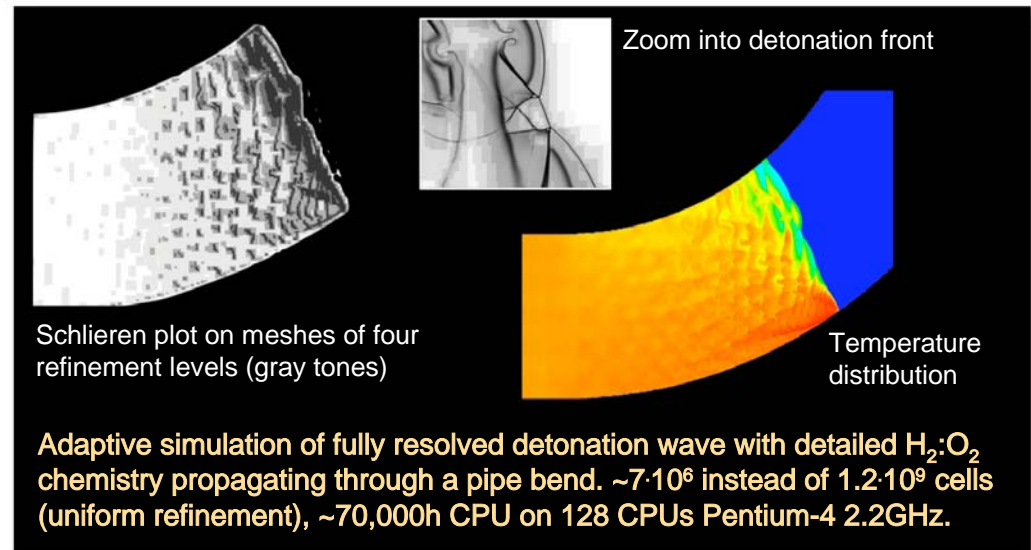 Zoom into detonation front
Schlieren plot on meshes of four
refinement levels (gray tones)
Temperature
distribution
Adaptive simulation of fully resolved detonation wave with detailed H₂:O₂
chemistry propagating through a pipe bend. ~7·10⁶ instead of 1.2·10⁹ cells
(uniform refinement), ~70,000h CPU on 128 CPUs Pentium-4 2.2GHz.